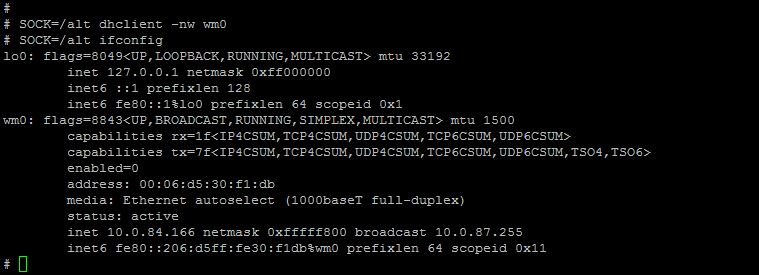 #
# SOCK=/alt dhclient -nw wm0
# SOCK=/alt ifconfig
lo0: flags=8049<UP,LOOPBACK,RUNNING,MULTICAST> mtu 33192
        inet 127.0.0.1 netmask 0xff000000
        inet6 ::1 prefixlen 128
        inet6 fe80::1%lo0 prefixlen 64 scopeid 0x1
wm0: flags=8843<UP,BROADCAST,RUNNING,SIMPLEX,MULTICAST> mtu 1500
        capabilities rx=1f<IP4CSUM,TCP4CSUM,UDP4CSUM,TCP6CSUM,UDP6CSUM>
        capabilities tx=7f<IP4CSUM,TCP4CSUM,UDP4CSUM,TCP6CSUM,UDP6CSUM,TSO4,TSO6>
        enabled=0
        address: 00:06:d5:30:f1:db
        media: Ethernet autoselect (1000baseT full-duplex)
        status: active
        inet 10.0.84.166 netmask 0xfffff800 broadcast 10.0.87.255
        inet6 fe80::206:d5ff:fe30:f1db%wm0 prefixlen 64 scopeid 0x11
#